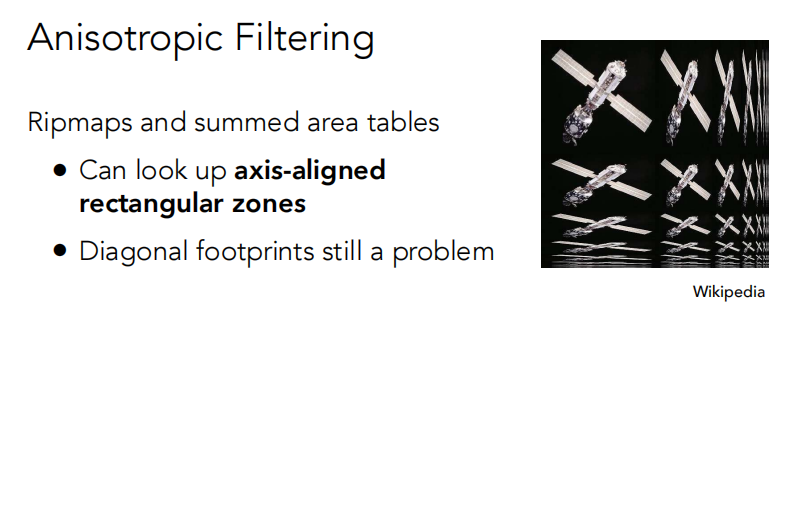 Anisotropic Filtering
Ripmaps and summed area tables
● Can look up axis-aligned
rectangular zones
● Diagonal footprints still a problem
Wikipedia